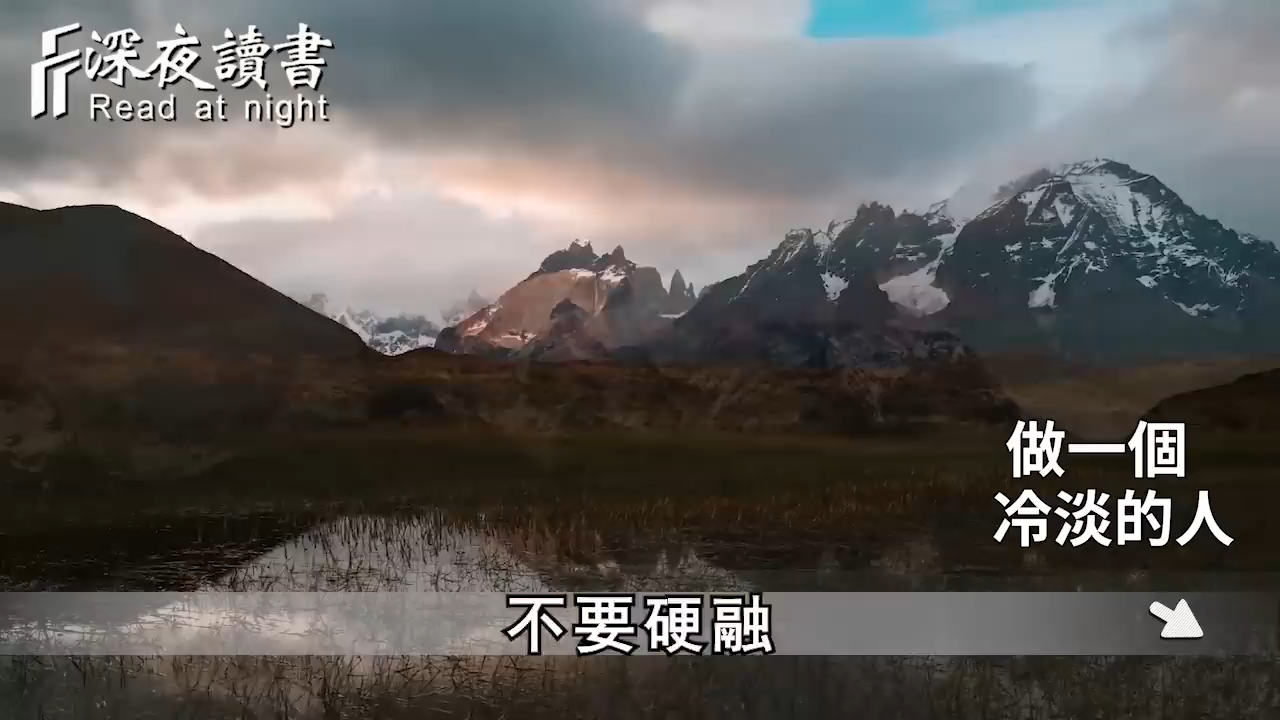 深夜讀書
Read at night
做一個
冷淡的人
不要硬融